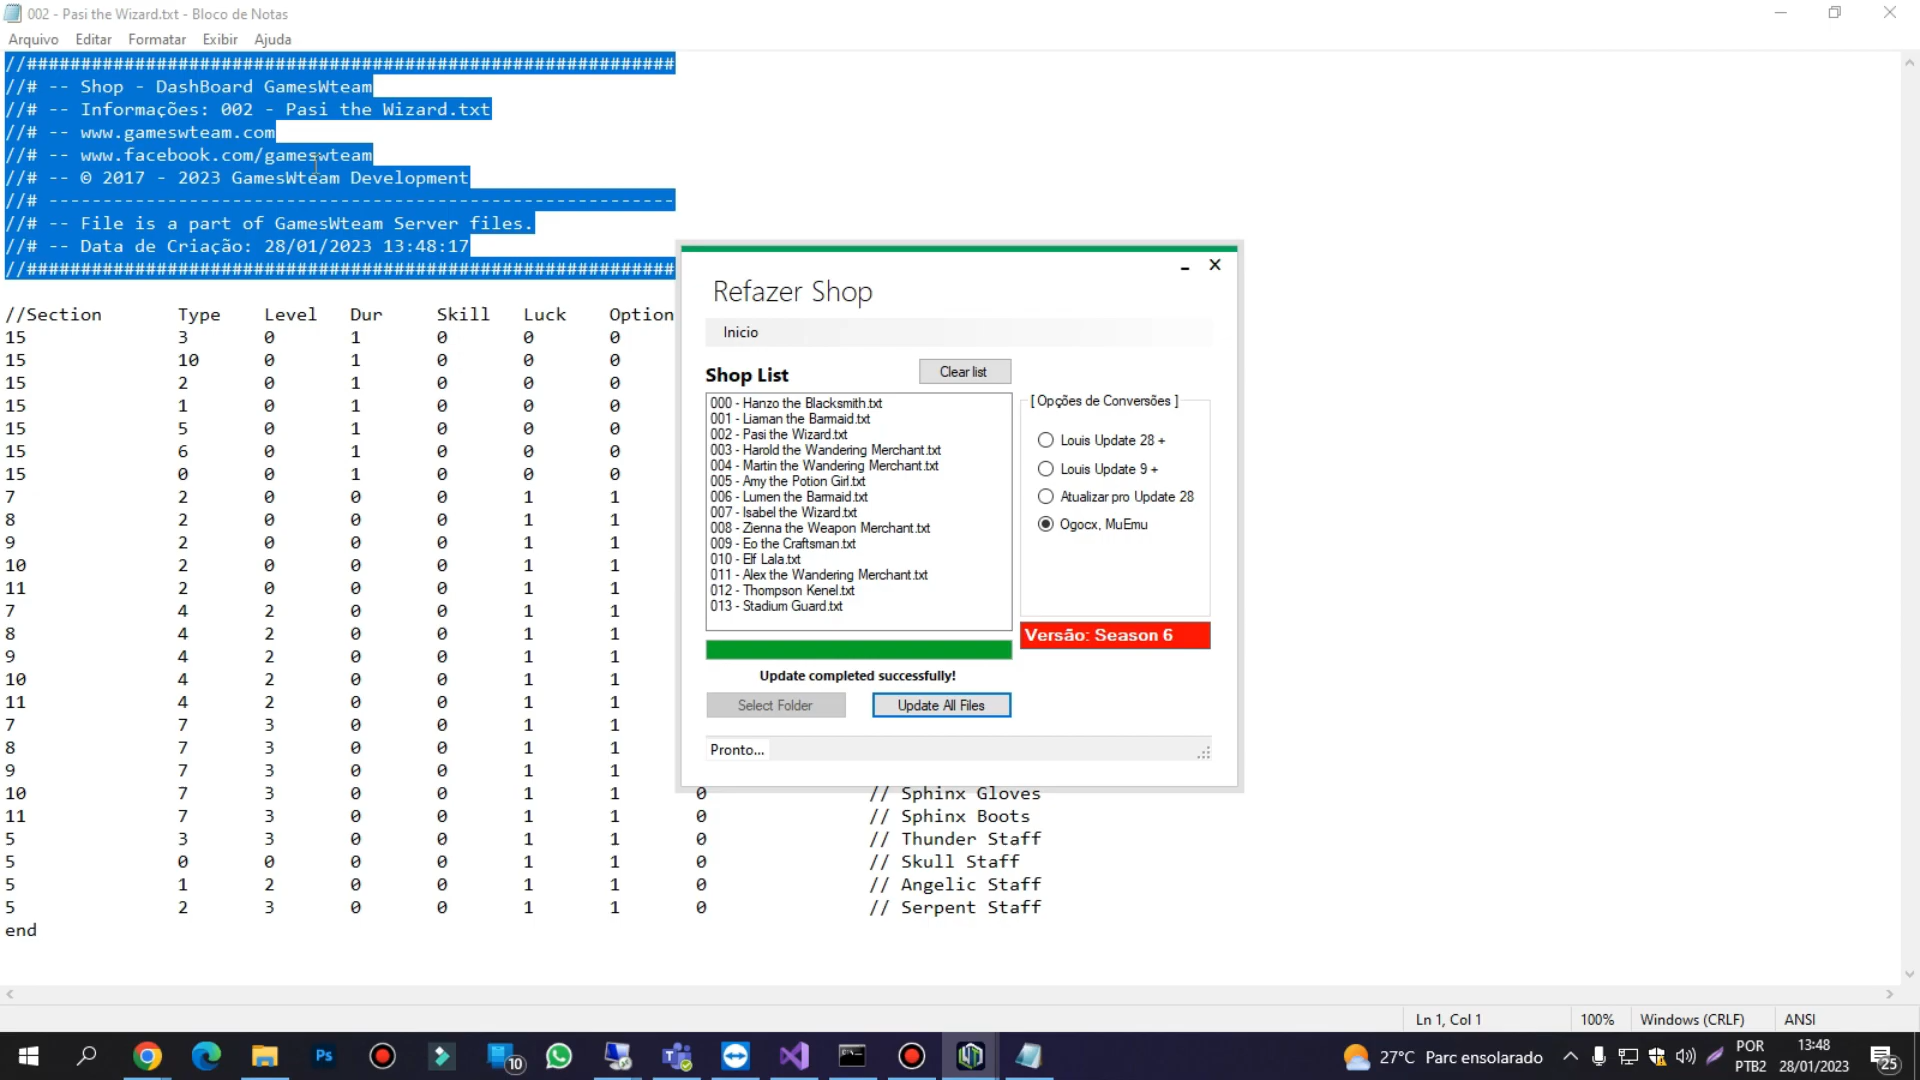 002 - Pasi the Wizard.txt - Bloco de Notas
Arquivo Editar Formatar Exibir Ajuda
//############################################################
//# -- Shop - DashBoard GamesWteam
//# -- Informações: 002 - Pasi the Wizard.txt
//# -- www.gameswteam.com
//# -- www.facebook.com/gameswteam
//# -- © 2017 - 2023 GamesWteam Development
//# ----------------------------------------------------------
//# -- File is a part of GamesWteam Server files.
//# -- Data de Criação: 28/01/2023 13:48:17
//############################################################
//Section Type Level Dur Skill Luck Option
15 3 0 1 0 0 0
15 10 0 1 0 0 0
15 2 0 1 0 0 0
15 1 0 1 0 0 0
15 5 0 1 0 0 0
15 6 0 1 0 0 0
15 0 0 1 0 0 0
7 2 0 0 0 1 1
8 2 0 0 0 1 1
9 2 0 0 0 1 1
10 2 0 0 0 1 1
11 2 0 0 0 1 1
7 4 2 0 0 1 1
8 4 2 0 0 1 1
9 4 2 0 0 1 1
10 4 2 0 0 1 1
11 4 2 0 0 1 1
7 7 3 0 0 1 1
8 7 3 0 0 1 1
9 7 3 0 0 1 1
10 7 3 0 0 1 1 0 // Sphinx Gloves
11 7 3 0 0 1 1 0 // Sphinx Boots
5 3 3 0 0 1 1 0 // Thunder Staff
5 0 0 0 0 1 1 0 // Skull Staff
5 1 2 0 0 1 1 0 // Angelic Staff
5 2 3 0 0 1 1 0 // Serpent Staff
end
Refazer Shop
Inicio
Shop List
Clear list
000 - Hanzo the Blacksmith.txt
001 - Liaman the Barmaid.txt
002 - Pasi the Wizard.txt
003 - Harold the Wandering Merchant.txt
004 - Martin the Wandering Merchant.txt
005 - Amy the Potion Girl.txt
006 - Lumen the Barmaid.txt
007 - Isabel the Wizard.txt
008 - Zienna the Weapon Merchant.txt
009 - Eo the Craftsman.txt
010 - Elf Lala.txt
011 - Alex the Wandering Merchant.txt
012 - Thompson Kenel.txt
013 - Stadium Guard.txt
[ Opções de Conversões ]
Louis Update 28 +
Louis Update 9 +
Atualizar pro Update 28
Ogocx, MuEmu
Versão: Season 6
Update completed successfully!
Select Folder
Update All Files
Pronto...
Ln 1, Col 1 100% Windows (CRLF) ANSI
Ps
10
27°C Parc ensolarado
POR
PTB2
13:48
28/01/2023
25